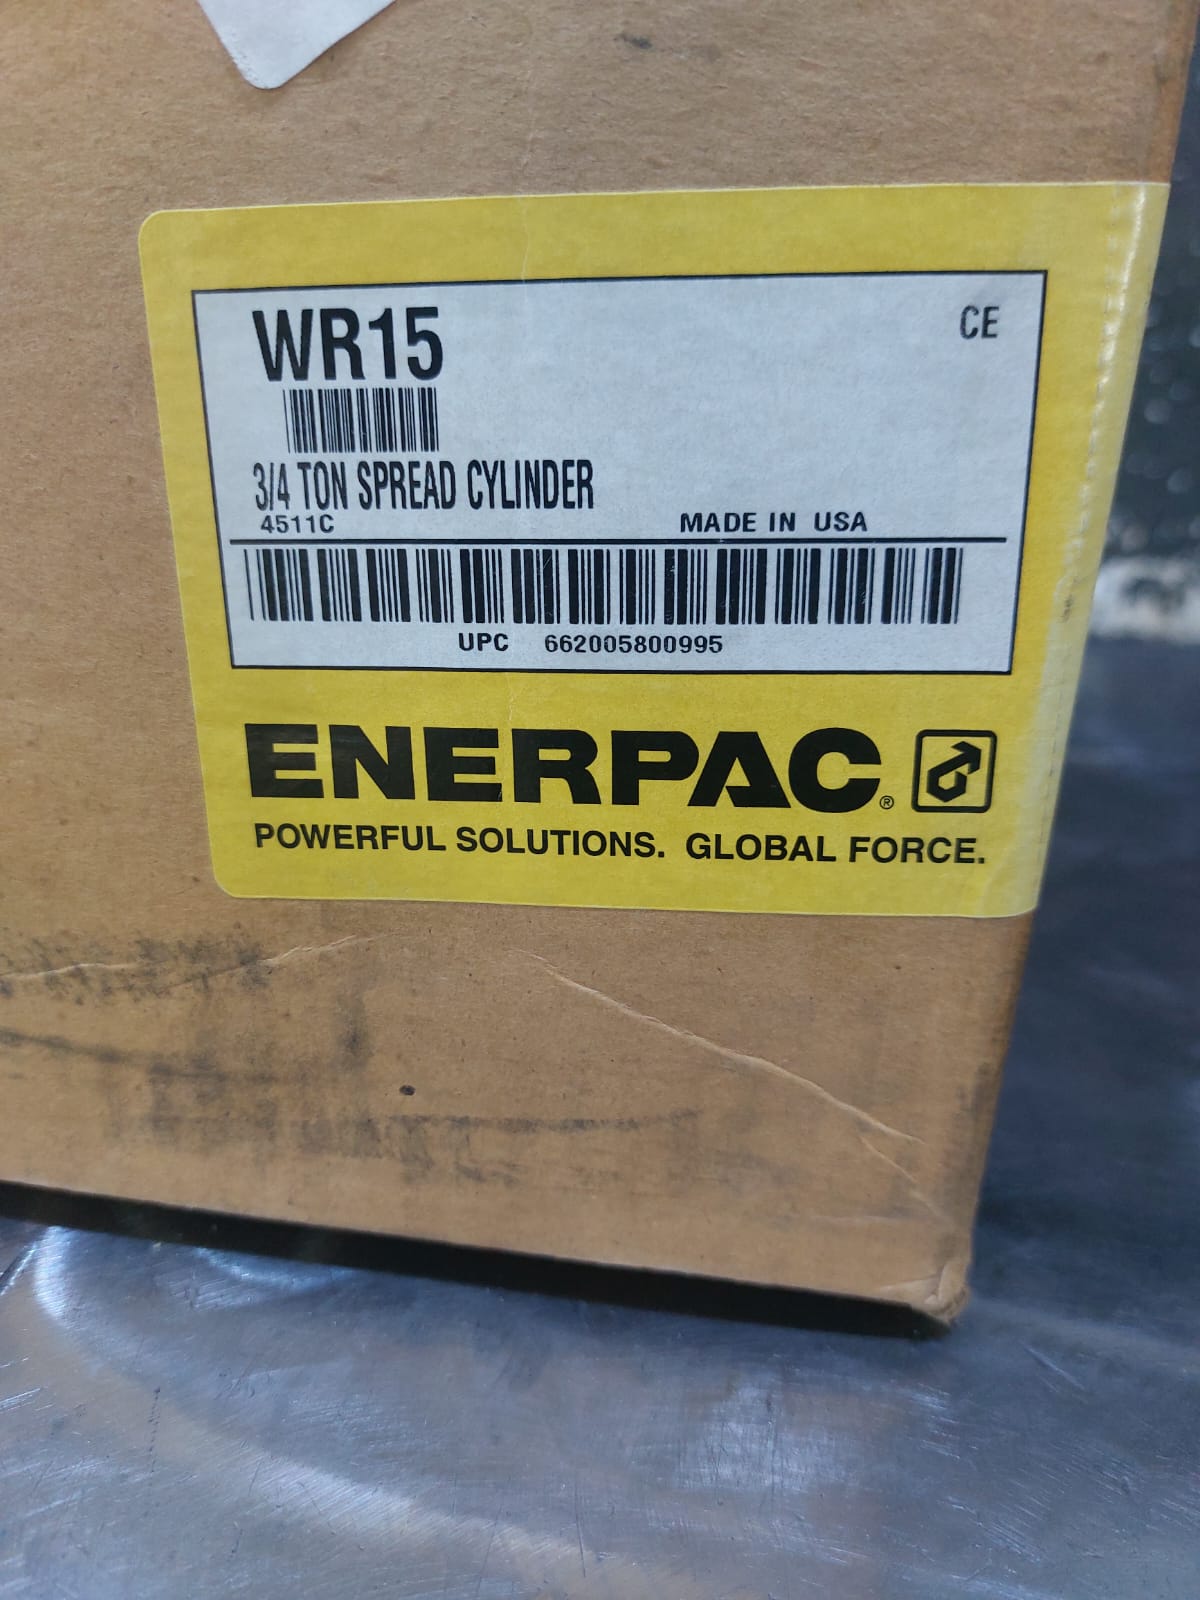 WR15
CE
3/4 TON SPREAD CYLINDER
4511C
MADE IN USA
UPC 662005800995
ENERPAC®
POWERFUL SOLUTIONS. GLOBAL FORCE.